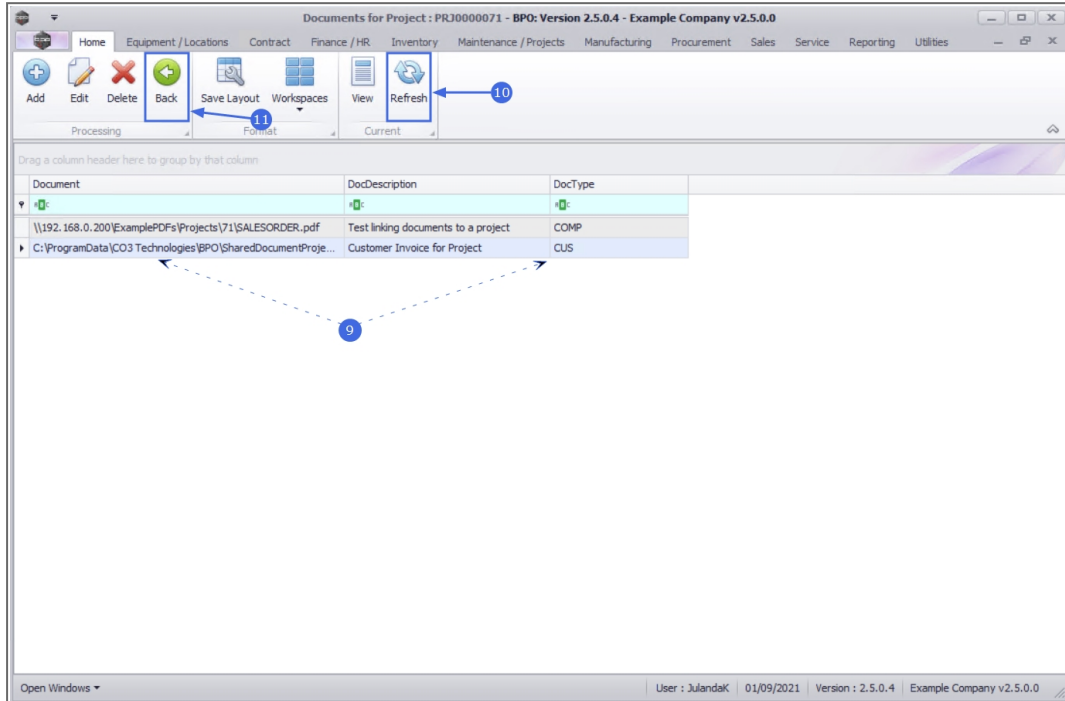 Documents for Project : PRJ0000071 - BPO: Version 2.5.0.4 - Example Company v2.5.0.0
Home Equipment / Locations Contract Finance / HR Inventory Maintenance / Projects Manufacturing Procurement Sales Service Reporting Utilities
Add Edit Delete Back Save Layout Workspaces View Refresh
10
11
Processing Format Current
Drag a column header here to group by that column
Document DocDescription DocType
\\192.168.0.200\ExamplePDFs\Projects\71\SALESORDER.pdf Test linking documents to a project COMP
C:\ProgramData\CO3 Technologies\BPO\SharedDocumentProje... Customer Invoice for Project CUS
9
Open Windows User : JulandaK 01/09/2021 Version : 2.5.0.4 Example Company v2.5.0.0